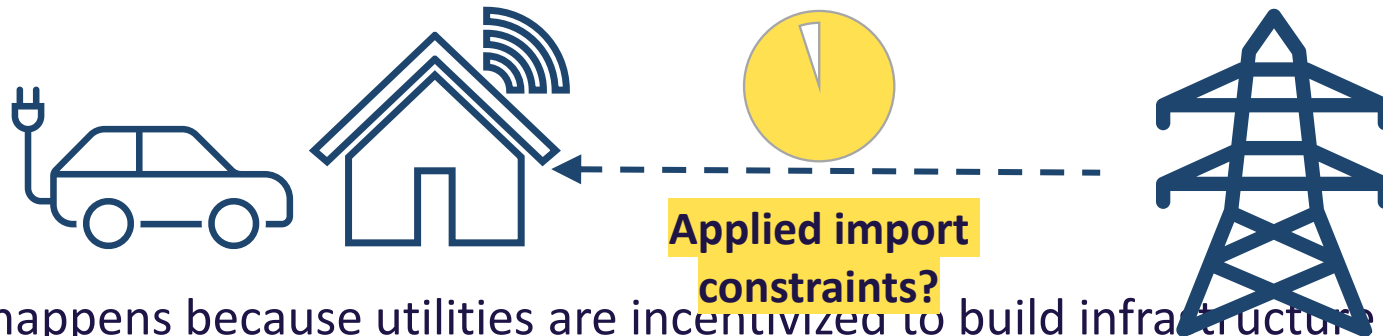 Applied import
constraints?
happens because utilities are incentivized to build infrastructure